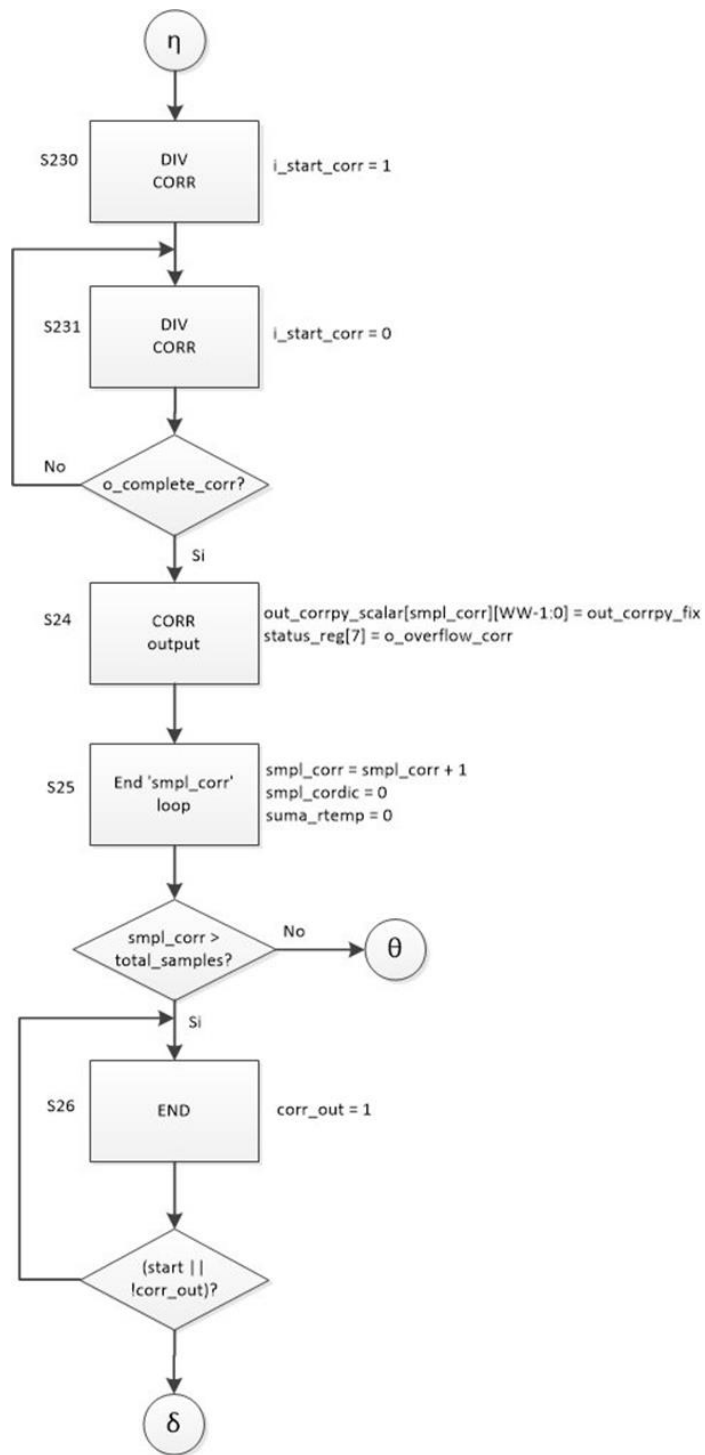 η
S230
DIV
CORR
i_start_corr = 1
S231
DIV
CORR
i_start_corr = 0
No
o_complete_corr?
Si
S24
CORR
output
out_corrpy_scalar[smpl_corr][WW-1:0] = out_corrpy_fix
status_reg[7] = o_overflow_corr
S25
End 'smpl_corr'
loop
smpl_corr = smpl_corr + 1
smpl_cordic = 0
suma_rtemp = 0
smpl_corr >
total_samples?
No
θ
Si
S26
END
corr_out = 1
(start ||
!corr_out)?
δ